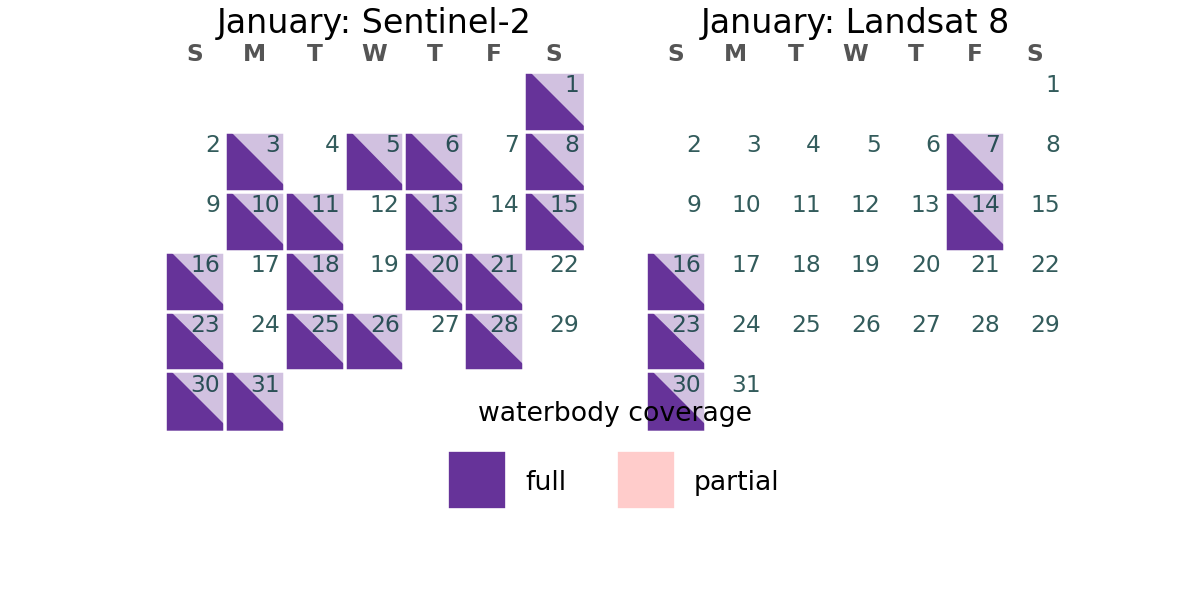 January: Sentinel-2
S M T W T F S
1
2 3 4 5 6 7 8
9 10 11 12 13 14 15
16 17 18 19 20 21 22
23 24 25 26 27 28 29
30 31
January: Landsat 8
S M T W T F S
1
2 3 4 5 6 7 8
9 10 11 12 13 14 15
16 17 18 19 20 21 22
23 24 25 26 27 28 29
30 31
waterbody coverage
full partial